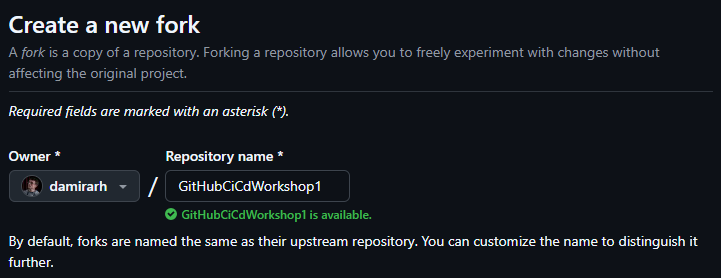 Create a new fork
A fork is a copy of a repository. Forking a repository allows you to freely experiment with changes without
affecting the original project.
Required fields are marked with an asterisk (*).
Owner *
Repository name *
damirarh
/
GitHubCiCdWorkshop1
GitHubCiCdWorkshop1 is available.
By default, forks are named the same as their upstream repository. You can customize the name to distinguish it
further.